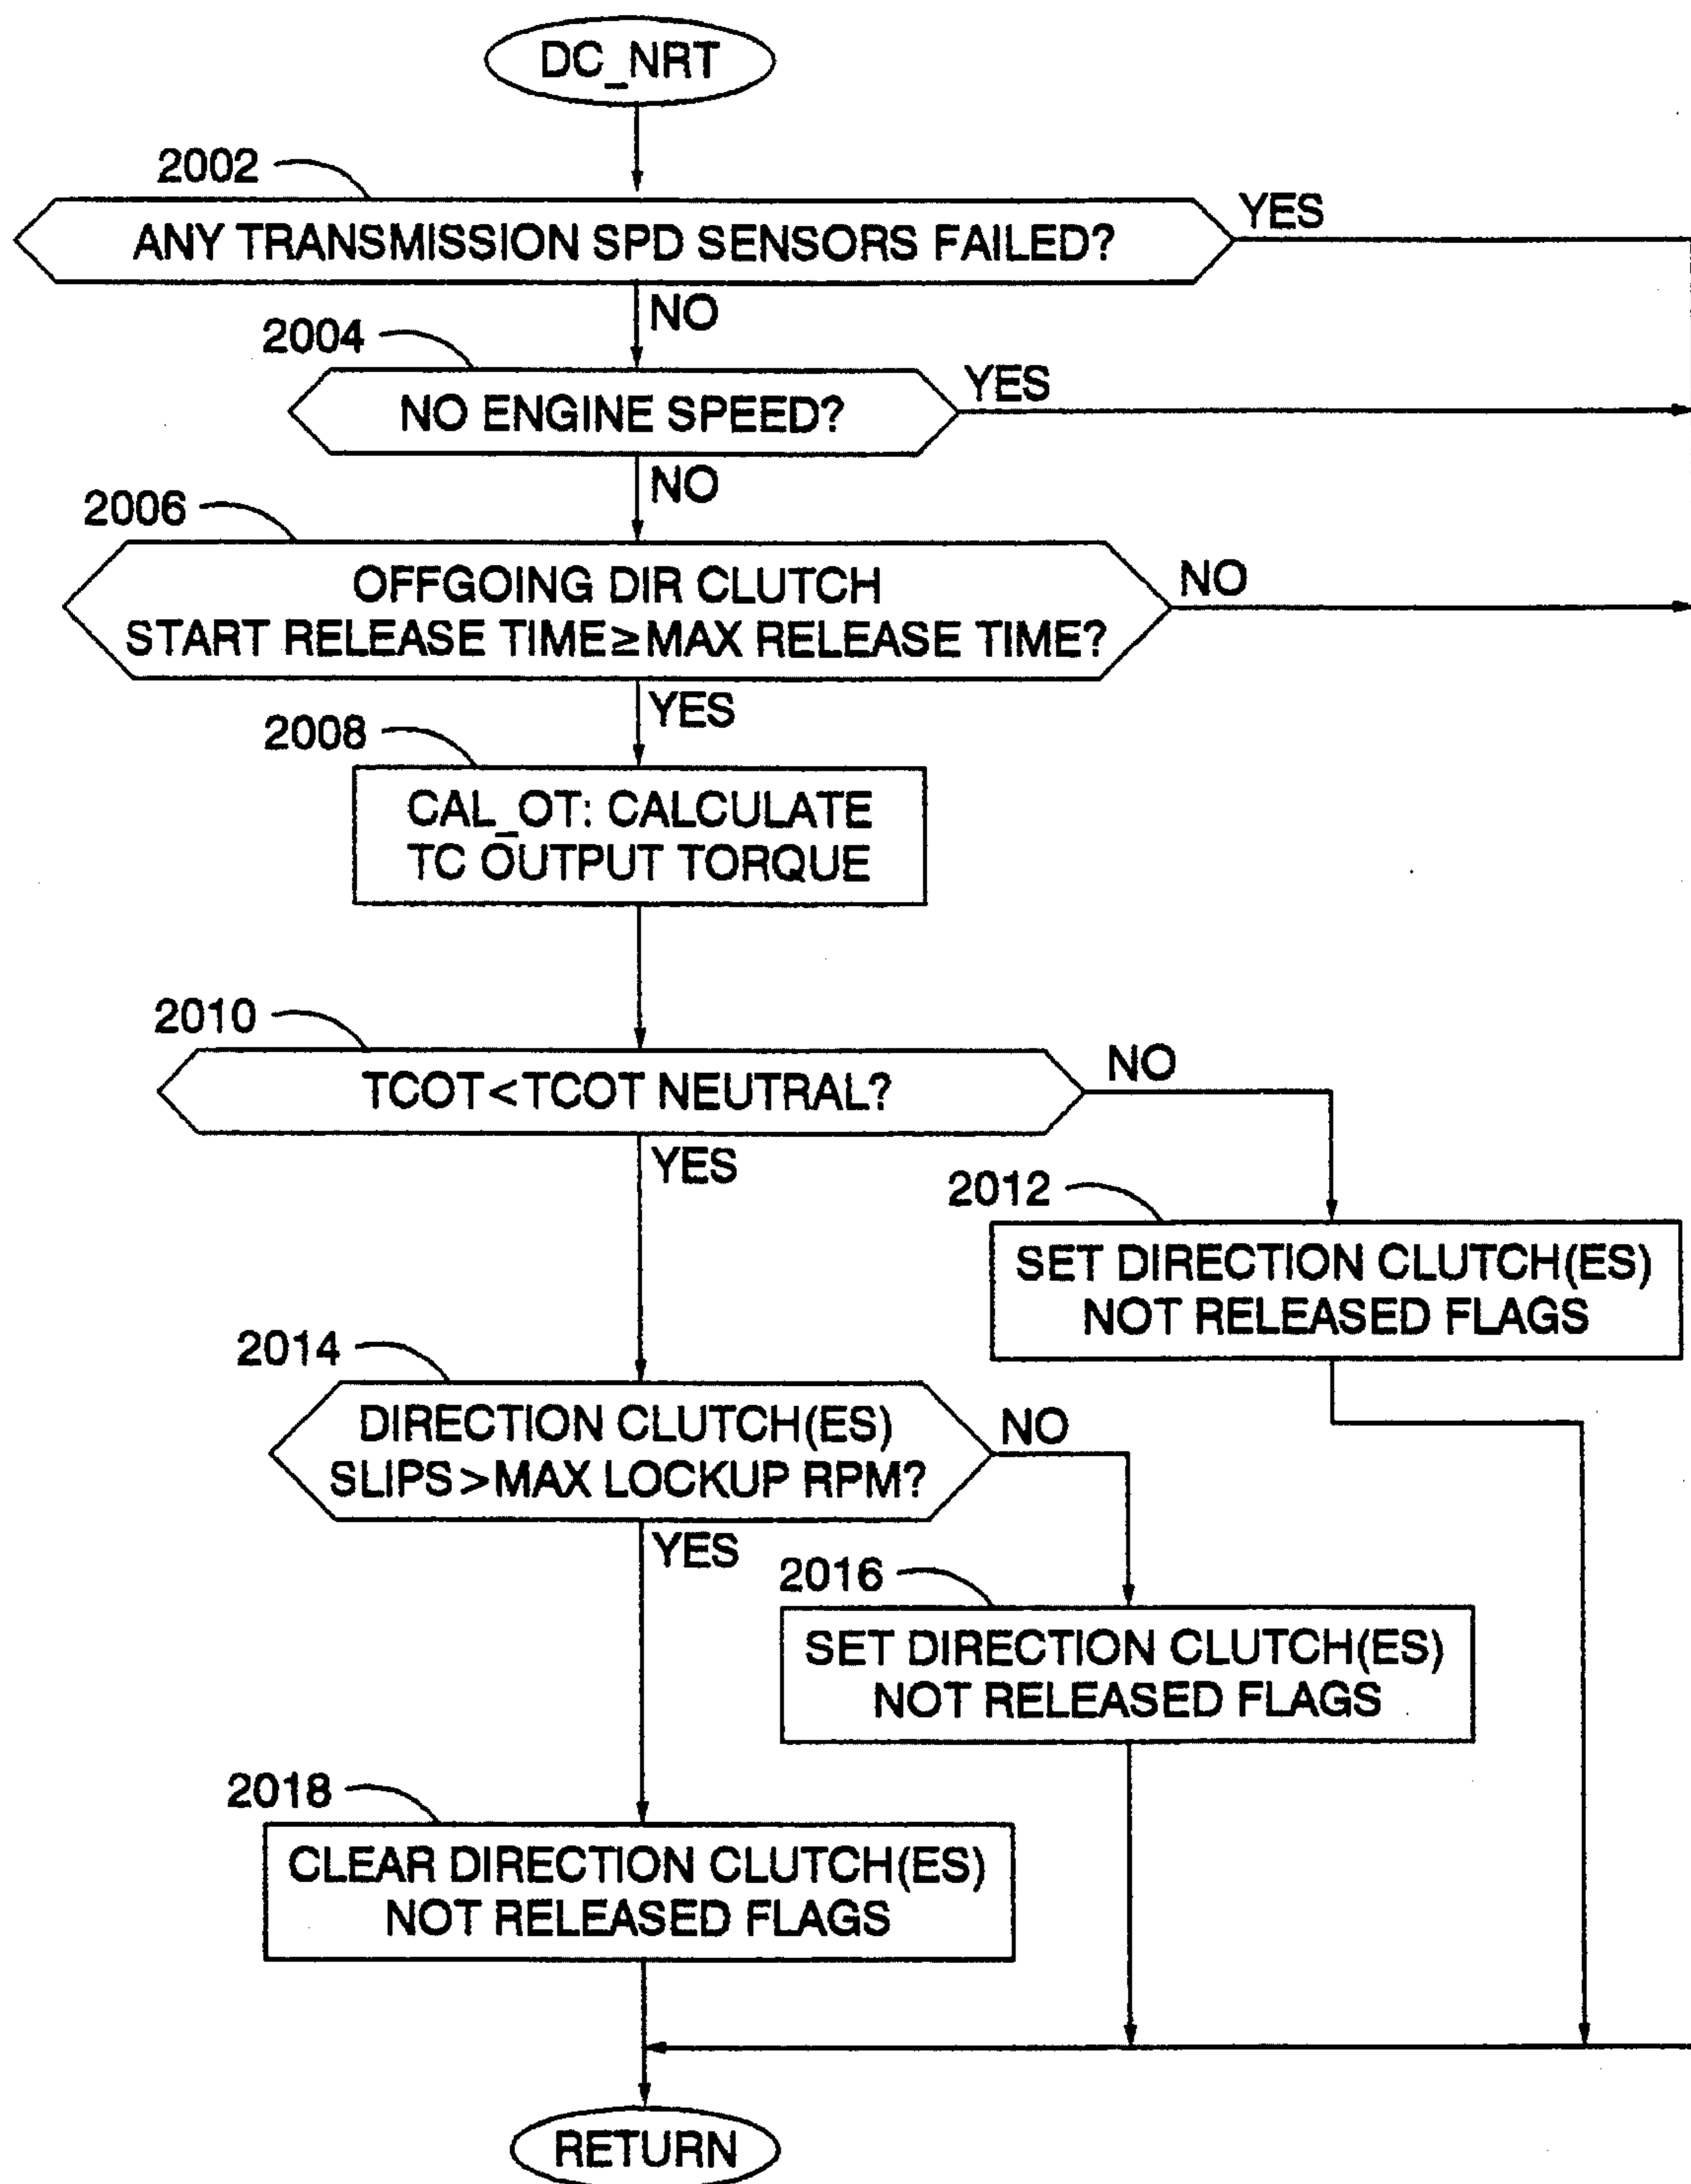 DC_NRT
2002
YES
ANY TRANSMISSION SPD SENSORS FAILED?
NO
2004
YES
NO ENGINE SPEED?
NO
2006
OFFGOING DIR CLUTCH
NO
START RELEASE TIME≥MAX RELEASE TIME?
YES
2008
CAL_OT: CALCULATE
TC OUTPUT TORQUE
2010
NO
TCOT<TCOT NEUTRAL?
YES
2012
SET DIRECTION CLUTCH(ES)
NOT RELEASED FLAGS
2014
DIRECTION CLUTCH(ES)
NO
SLIPS>MAX LOCKUP RPM?
YES
2016
SET DIRECTION CLUTCH(ES)
NOT RELEASED FLAGS
2018
CLEAR DIRECTION CLUTCH(ES)
NOT RELEASED FLAGS
RETURN